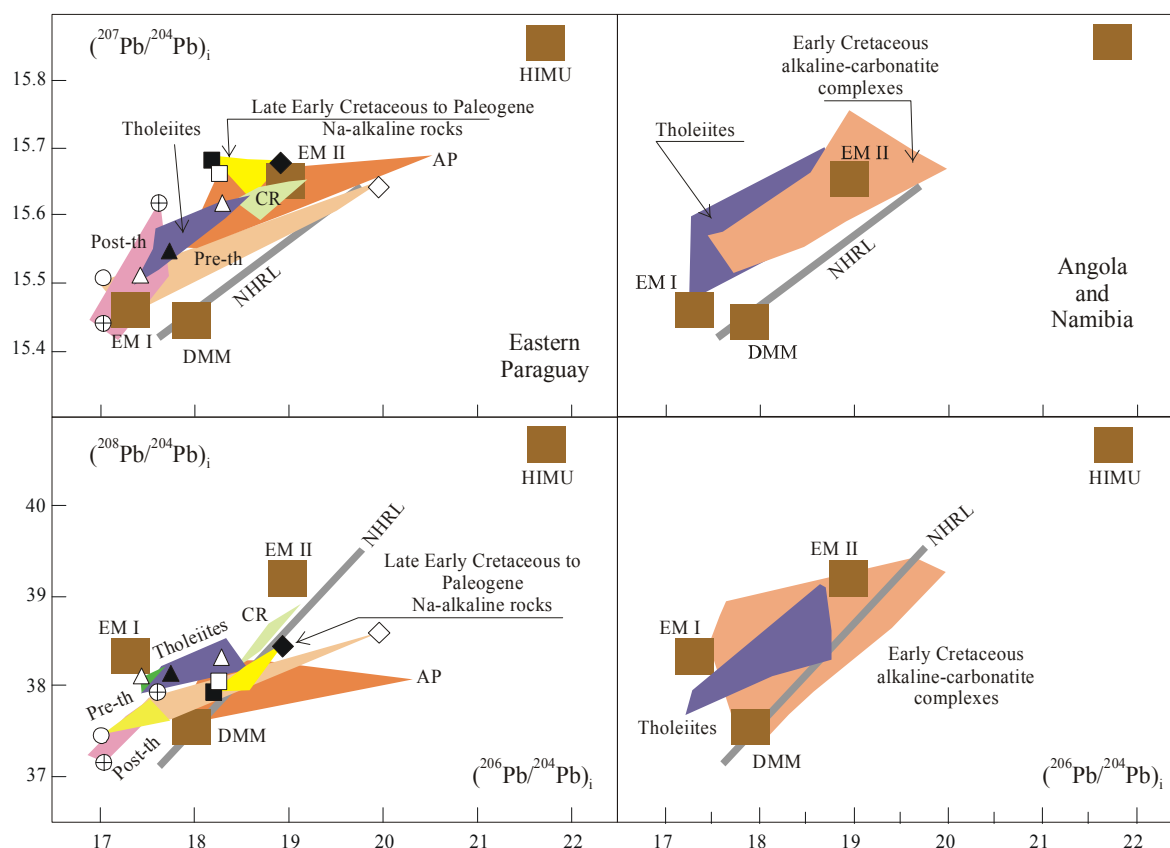 (²⁰⁷Pb/²⁰⁴Pb)ᵢ
HIMU
15.8
15.7
15.6
15.5
15.4
Late Early Cretaceous to Paleogene
Na-alkaline rocks
Tholeiites
EM II
AP
CR
Post-th
Pre-th
NHRL
EM I
DMM
Eastern
Paraguay
Early Cretaceous
alkaline-carbonatite
complexes
Tholeiites
EM II
EM I
NHRL
DMM
Angola
and
Namibia
(²⁰⁸Pb/²⁰⁴Pb)ᵢ
HIMU
40
39
38
37
NHRL
EM II
Late Early Cretaceous to
Paleogene
Na-alkaline rocks
CR
EM I
Tholeiites
AP
Pre-th
Post-th
DMM
(²⁰⁶Pb/²⁰⁴Pb)ᵢ
17 18 19 20 21 22
HIMU
NHRL
EM II
EM I
Early Cretaceous
alkaline-carbonatite
complexes
Tholeiites
DMM
(²⁰⁶Pb/²⁰⁴Pb)ᵢ
17 18 19 20 21 22